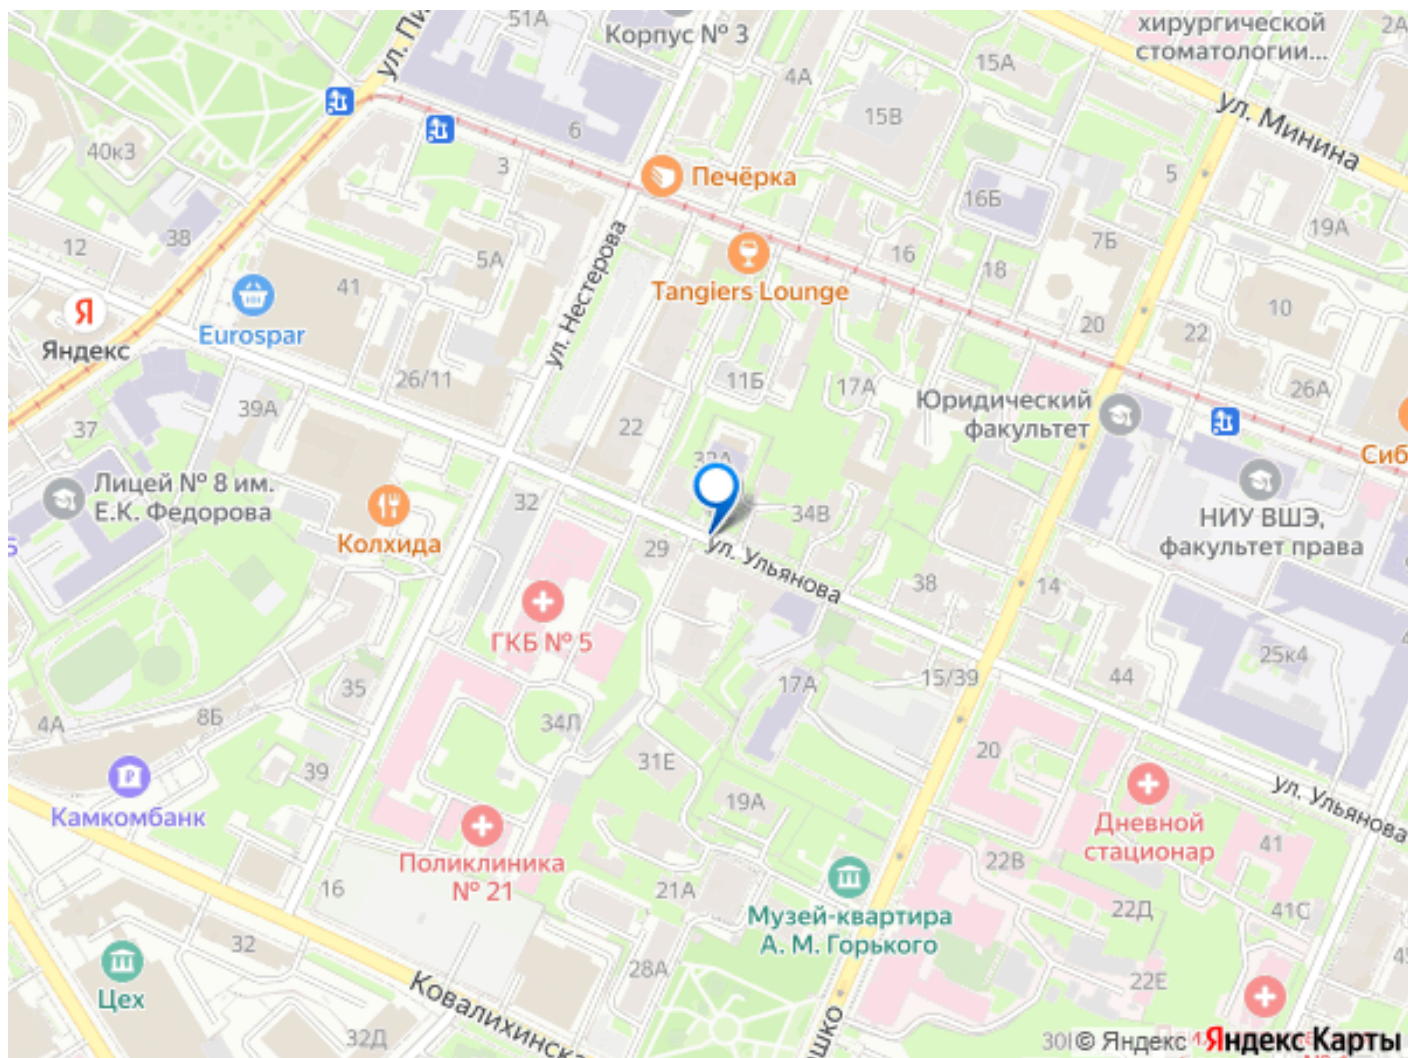 51А
Корпус № 3
хирургической
стоматологии...
2А
ул. Пи
4А
15А
15В
ул. Минина
40к3
6
3
5
Печёрка
16Б
12
38
5А
ул. Нестерова
16
7Б
19А
18
41
Tangiers Lounge
10
Яндекс
Eurospar
20
22
26/11
11Б
17А
26А
39А
Юридический
факультет
37
22
32А
Сиб
Лицей № 8 им.
Е.К. Федорова
32
34В
НИУ ВШЭ,
факультет права
Колхида
29
ул. Ульянова
38
14
ГКБ № 5
25к4
35
17А
15/39
44
4А
8Б
34Л
20
39
31Е
ул. Ульянова
Камкомбанк
19А
Дневной
стационар
41
Поликлиника
№ 21
22В
16
21А
Музей-квартира
А. М. Горького
22Д
41С
32
28А
22Е
Цех
Ковалихинска
32Д
ошко
© Яндекс
Яндекс Карты